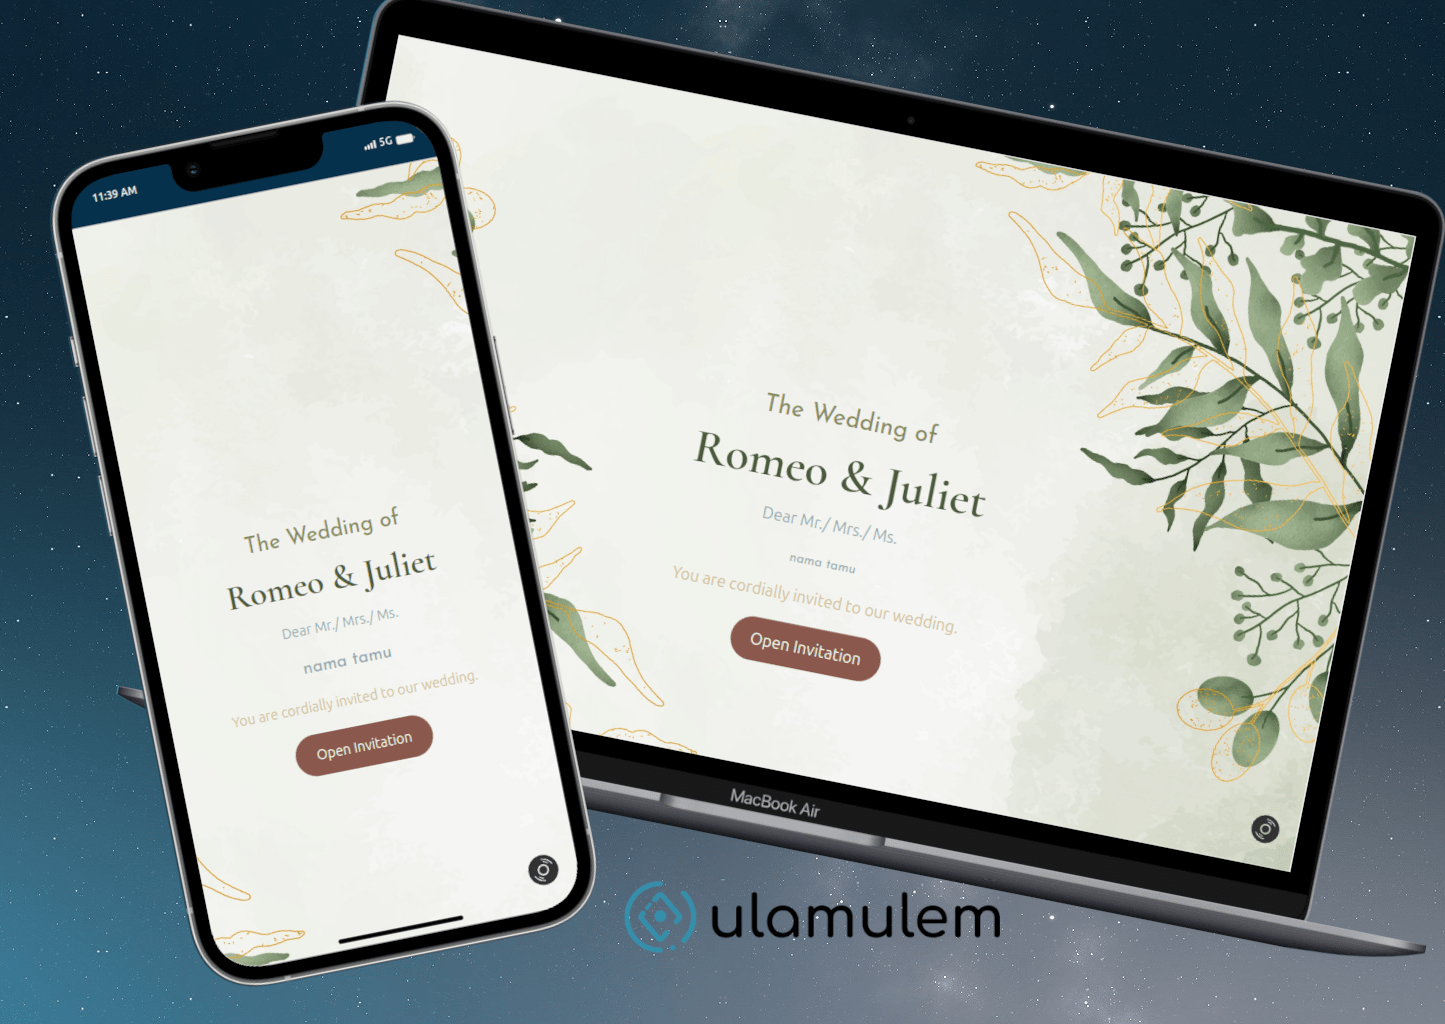 11:39 AM
5G
The Wedding of
Romeo & Juliet
Dear Mr./ Mrs./ Ms.
nama tamu
You are cordially invited to our wedding.
Open Invitation
The Wedding of
Romeo & Juliet
Dear Mr./ Mrs./ Ms.
nama tamu
You are cordially invited to our wedding.
Open Invitation
MacBook Air
ulamulem